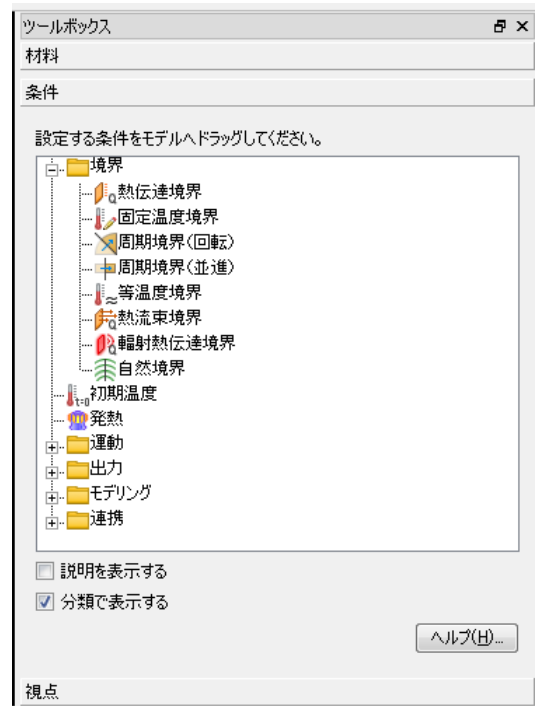 ツールボックス
材料
条件
設定する条件をモデルへドラッグしてください。
境界
熱伝達境界
固定温度境界
周期境界(回転)
周期境界(並進)
等温度境界
熱流束境界
輻射熱伝達境界
自然境界
t=0 初期温度
発熱
運動
出力
モデリング
連携
説明を表示する
分類で表示する
ヘルプ(H)...
視点